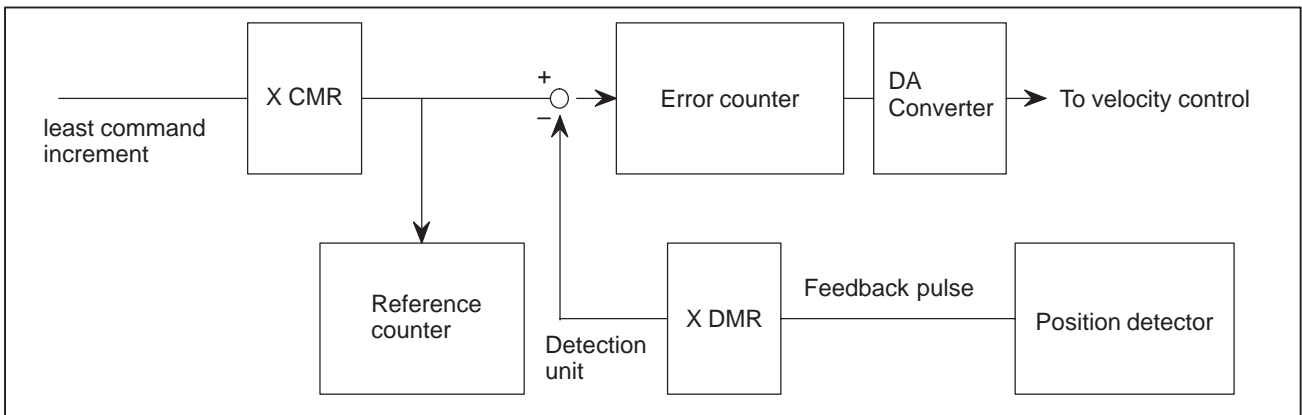 X CMR
least command
increment
+
−
Error counter
DA
Converter
To velocity control
Reference
counter
Detection
unit
X DMR
Feedback pulse
Position detector